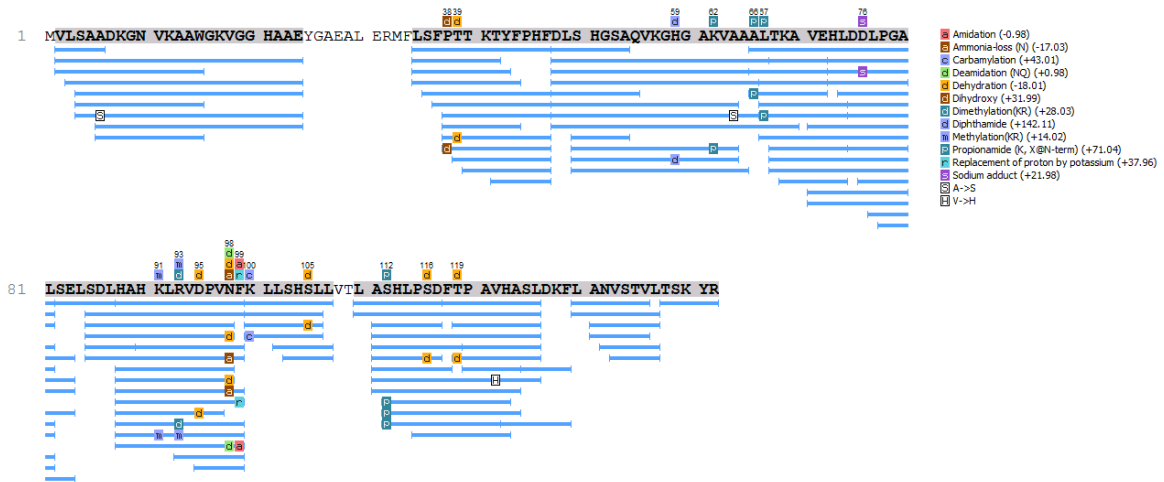 38 39 59 62 66 67 76
d d d p p p s
1 MVLSAADKGN VKAAWGKVGG HAAEYGAEAL ERMFLSFPTT KTYFPHFDLS HGSAQVKGHG AKVAAALTKA VEHLDDLPGA
s
p
S S p
d
d p
d
a Amidation (-0.98)
a Ammonia-loss (N) (-17.03)
c Carbamylation (+43.01)
d Deamidation (NQ) (+0.98)
d Dehydration (-18.01)
d Dihydroxy (+31.99)
d Dimethylation(KR) (+28.03)
d Diphthamide (+142.11)
m Methylation(KR) (+14.02)
p Propionamide (K, X@N-term) (+71.04)
r Replacement of proton by potassium (+37.96)
s Sodium adduct (+21.98)
S A->S
H V->H
98
d
91 93 95 98 99 100 105 112 116 119
m m d d a
d a r c d p d d
81 LSELSDLHAH KLRVDPVNFK LLSHSLLVTL ASHLPSDFTP AVHASLDKFL ANVSTVLTSK YR
d
d c
a d d
d H
a
r p
d p
d p
m m
d a